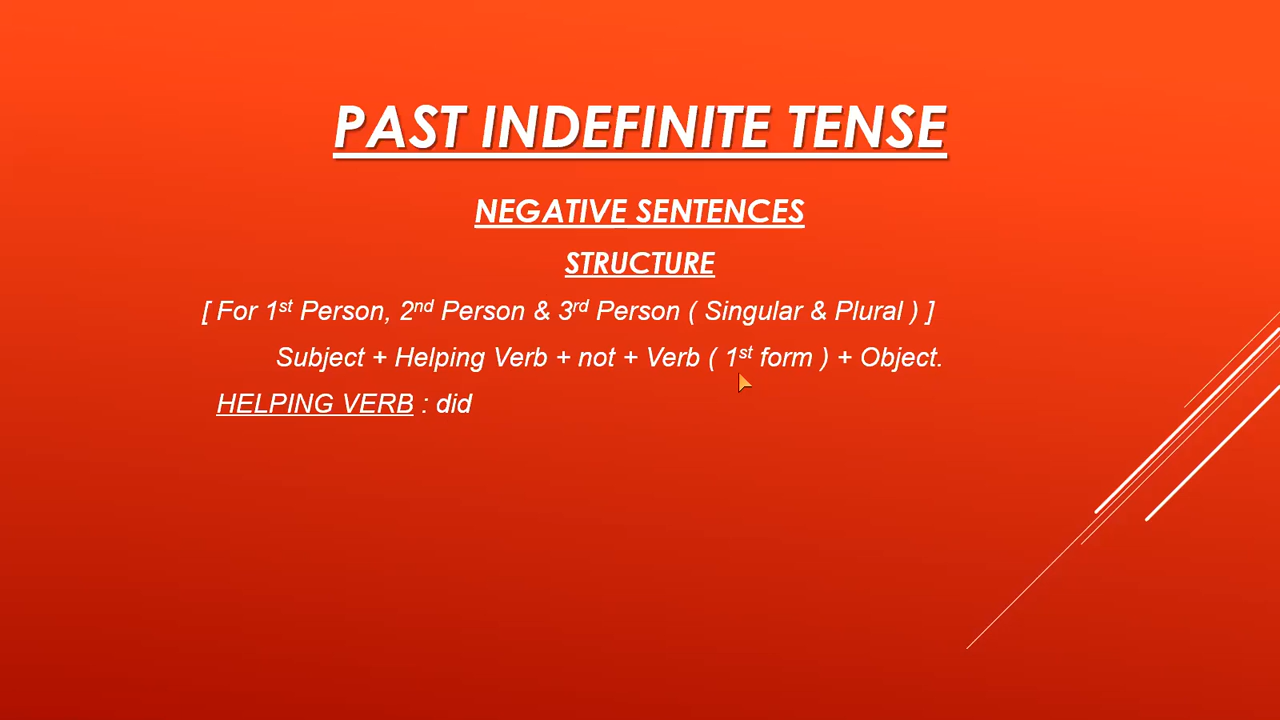 PAST INDEFINITE TENSE
NEGATIVE SENTENCES
STRUCTURE
[ For 1st Person, 2nd Person & 3rd Person ( Singular & Plural ) ]
Subject + Helping Verb + not + Verb ( 1st form ) + Object.
HELPING VERB : did